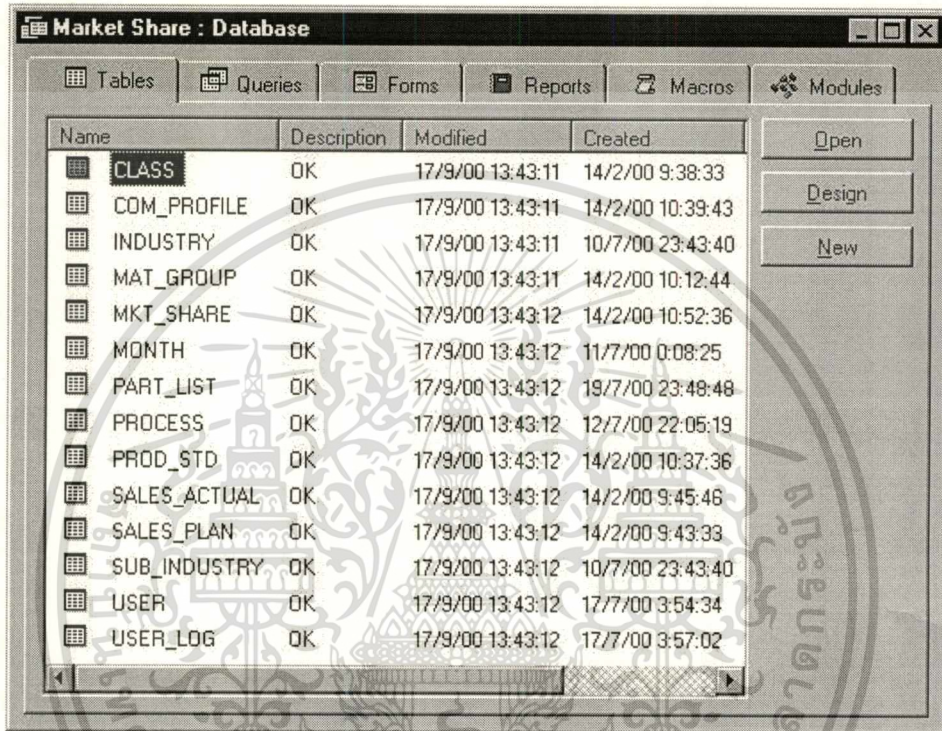 Market Share : Database
Tables Queries Forms Reports Macros Modules
Name Description Modified Created
CLASS OK 17/9/00 13:43:11 14/2/00 9:38:33
COM_PROFILE OK 17/9/00 13:43:11 14/2/00 10:39:43
INDUSTRY OK 17/9/00 13:43:11 10/7/00 23:43:40
MAT_GROUP OK 17/9/00 13:43:11 14/2/00 10:12:44
MKT_SHARE OK 17/9/00 13:43:12 14/2/00 10:52:36
MONTH OK 17/9/00 13:43:12 11/7/00 0:08:25
PART_LIST OK 17/9/00 13:43:12 19/7/00 23:48:48
PROCESS OK 17/9/00 13:43:12 12/7/00 22:05:19
PROD_STD OK 17/9/00 13:43:12 14/2/00 10:37:36
SALES_ACTUAL OK 17/9/00 13:43:12 14/2/00 9:45:46
SALES_PLAN OK 17/9/00 13:43:12 14/2/00 9:43:33
SUB_INDUSTRY OK 17/9/00 13:43:12 10/7/00 23:43:40
USER OK 17/9/00 13:43:12 17/7/00 3:54:34
USER_LOG OK 17/9/00 13:43:12 17/7/00 3:57:02
Open
Design
New